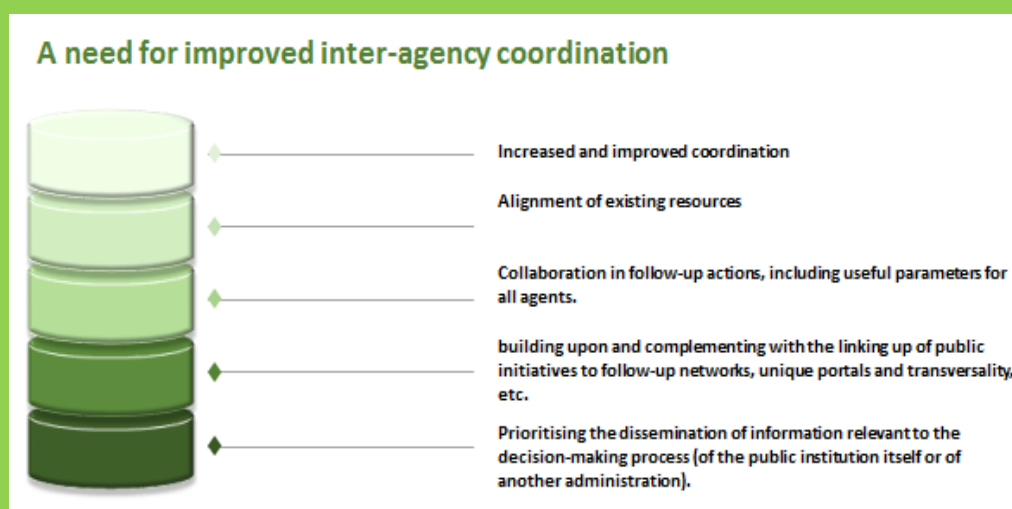 A need for improved inter-agency coordination
Increased and improved coordination
Alignment of existing resources
Collaboration in follow-up actions, including useful parameters for
all agents.
building upon and complementing with the linking up of public
initiatives to follow-up networks, unique portals and transversality,
etc.
Prioritising the dissemination of information relevant to the
decision-making process (of the public institution itself or of
another administration).